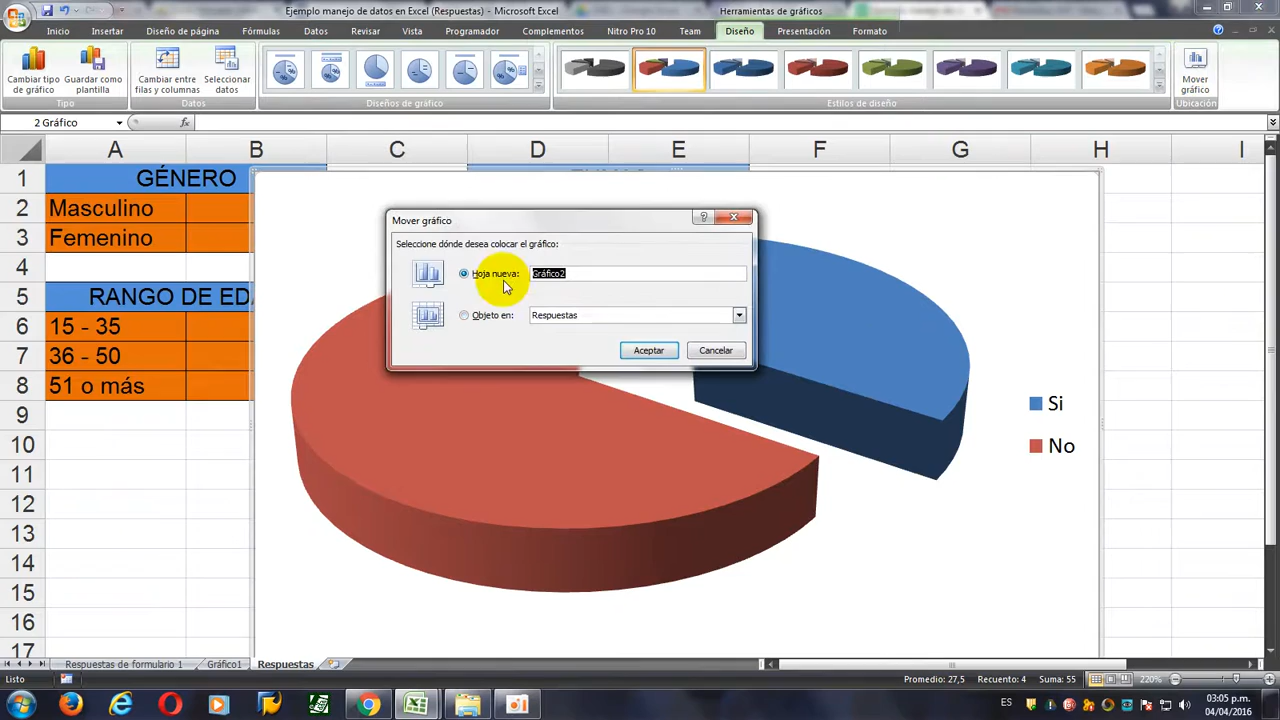 Ejemplo manejo de datos en Excel (Respuestas) - Microsoft Excel
Herramientas de gráficos
Inicio Insertar Diseño de página Fórmulas Datos Revisar Vista Programador Complementos Nitro Pro 10 Team Diseño Presentación Formato
Cambiar tipo de gráfico
Guardar como plantilla
Cambiar entre filas y columnas
Seleccionar datos
Mover gráfico
Tipo Datos Diseños de gráfico Estilos de diseño Ubicación
2 Gráfico fx
A B C D E F G H I
1 GÉNERO
2 Masculino
3 Femenino
4
5 RANGO DE EDA
6 15 - 35
7 36 - 50
8 51 o más
9
10
11
12
13
14
15
16
17
Mover gráfico
Seleccione dónde desea colocar el gráfico:
Hoja nueva: Gráfico2
Objeto en: Respuestas
Aceptar Cancelar
Si
No
Respuestas de formulario 1 Gráfico1 Respuestas
Listo Promedio: 27,5 Recuento: 4 Suma: 55 220%
ES 03:05 p.m.
04/04/2016